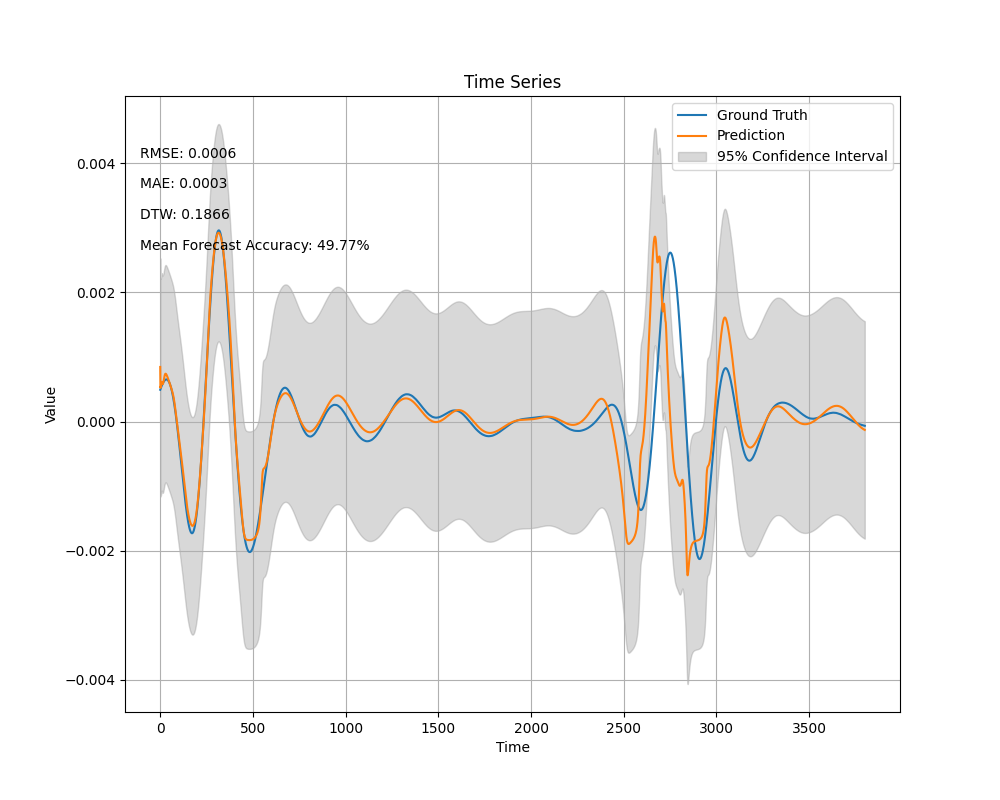 Time Series
Ground Truth
Prediction
95% Confidence Interval
RMSE: 0.0006
MAE: 0.0003
DTW: 0.1866
Mean Forecast Accuracy: 49.77%
0.004
0.002
0.000
−0.002
−0.004
Value
0 500 1000 1500 2000 2500 3000 3500
Time